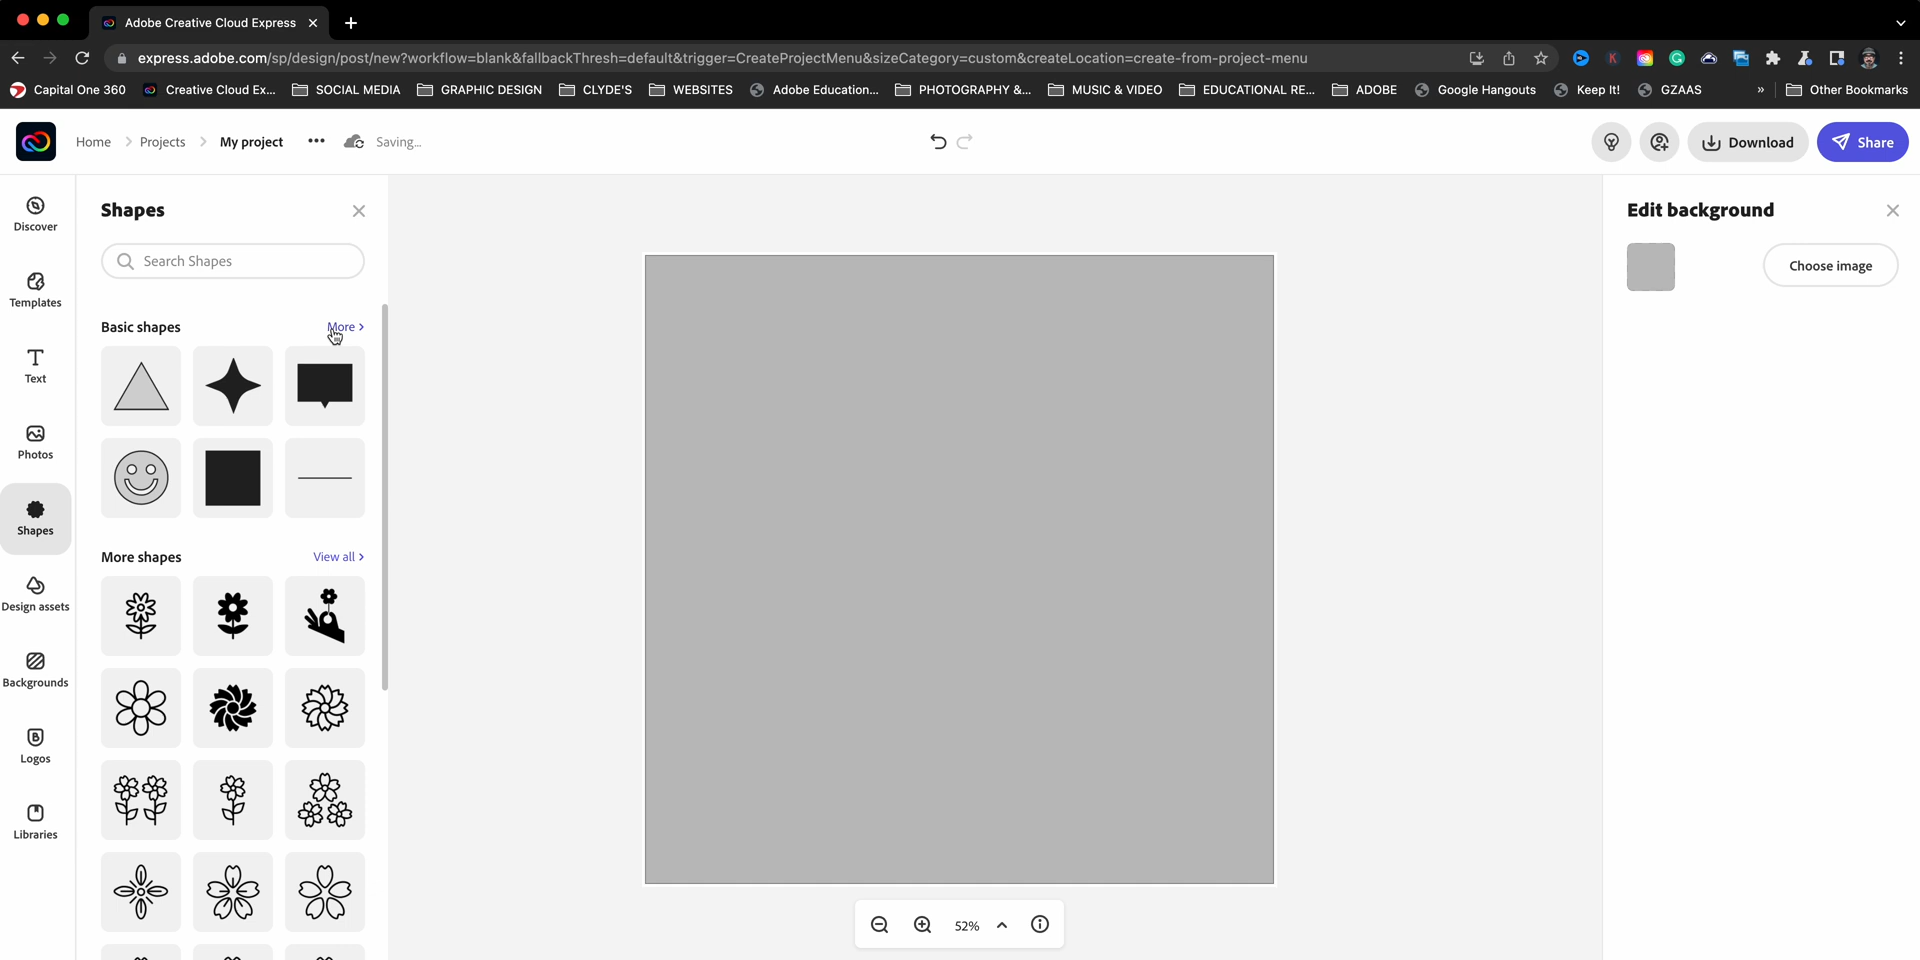 Adobe Creative Cloud Express
express.adobe.com/sp/design/post/new?workflow=blank&fallbackThresh=default&trigger=CreateProjectMenu&sizeCategory=custom&createLocation=create-from-project-menu
Capital One 360 Creative Cloud Ex... SOCIAL MEDIA GRAPHIC DESIGN CLYDE'S WEBSITES Adobe Education... PHOTOGRAPHY &... MUSIC & VIDEO EDUCATIONAL RE... ADOBE Google Hangouts Keep It! GZAAS » Other Bookmarks
Home Projects My project ••• Saving... Download Share
Discover
Templates
Text
Photos
Shapes
Design assets
Backgrounds
Logos
Libraries
Shapes
Search Shapes
Basic shapes More
More shapes View all
52%
Edit background
Choose image